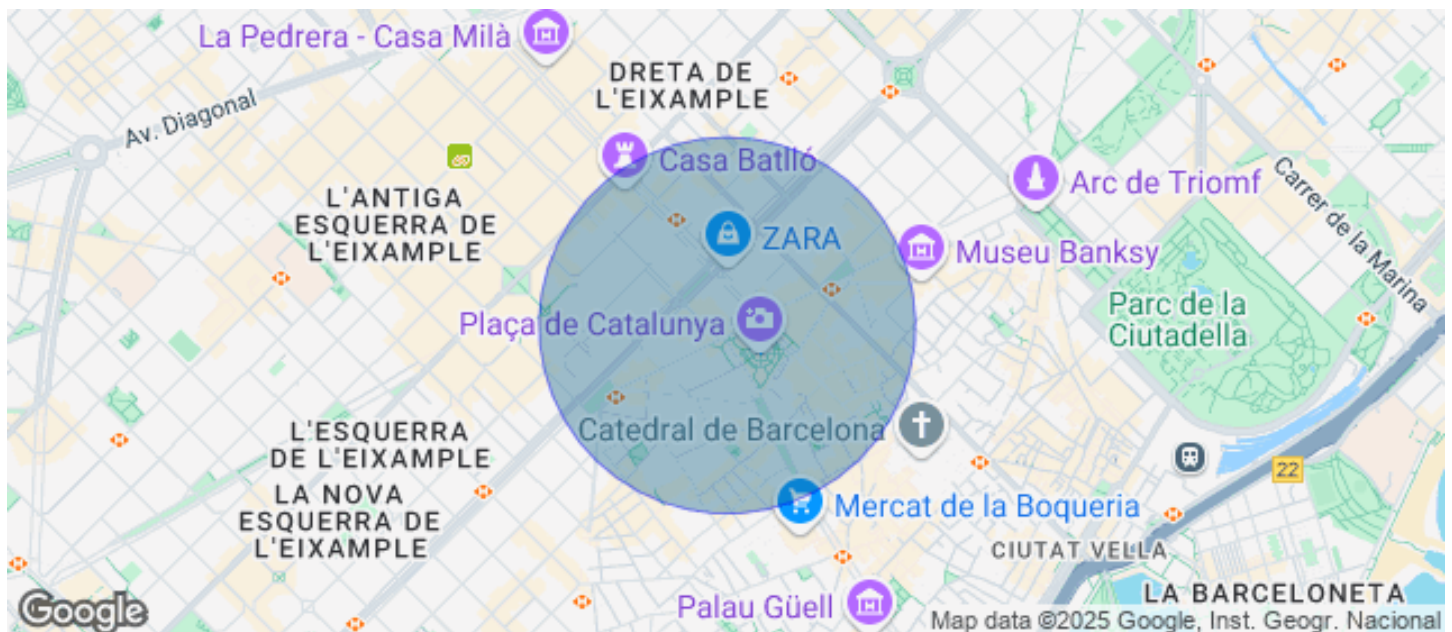 La Pedrera - Casa Milà
DRETA DE
L'EIXAMPLE
Av. Diagonal
Casa Batlló
Arc de Triomf
Carrer de la Marina
L'ANTIGA
ESQUERRA DE
L'EIXAMPLE
ZARA
Museu Banksy
Plaça de Catalunya
Parc de la
Ciutadella
L'ESQUERRA
DE L'EIXAMPLE
Catedral de Barcelona
22
LA NOVA
ESQUERRA DE
L'EIXAMPLE
Mercat de la Boqueria
CIUTAT VELLA
LA BARCELONETA
Palau Güell
Google
Map data ©2025 Google, Inst. Geogr. Nacional